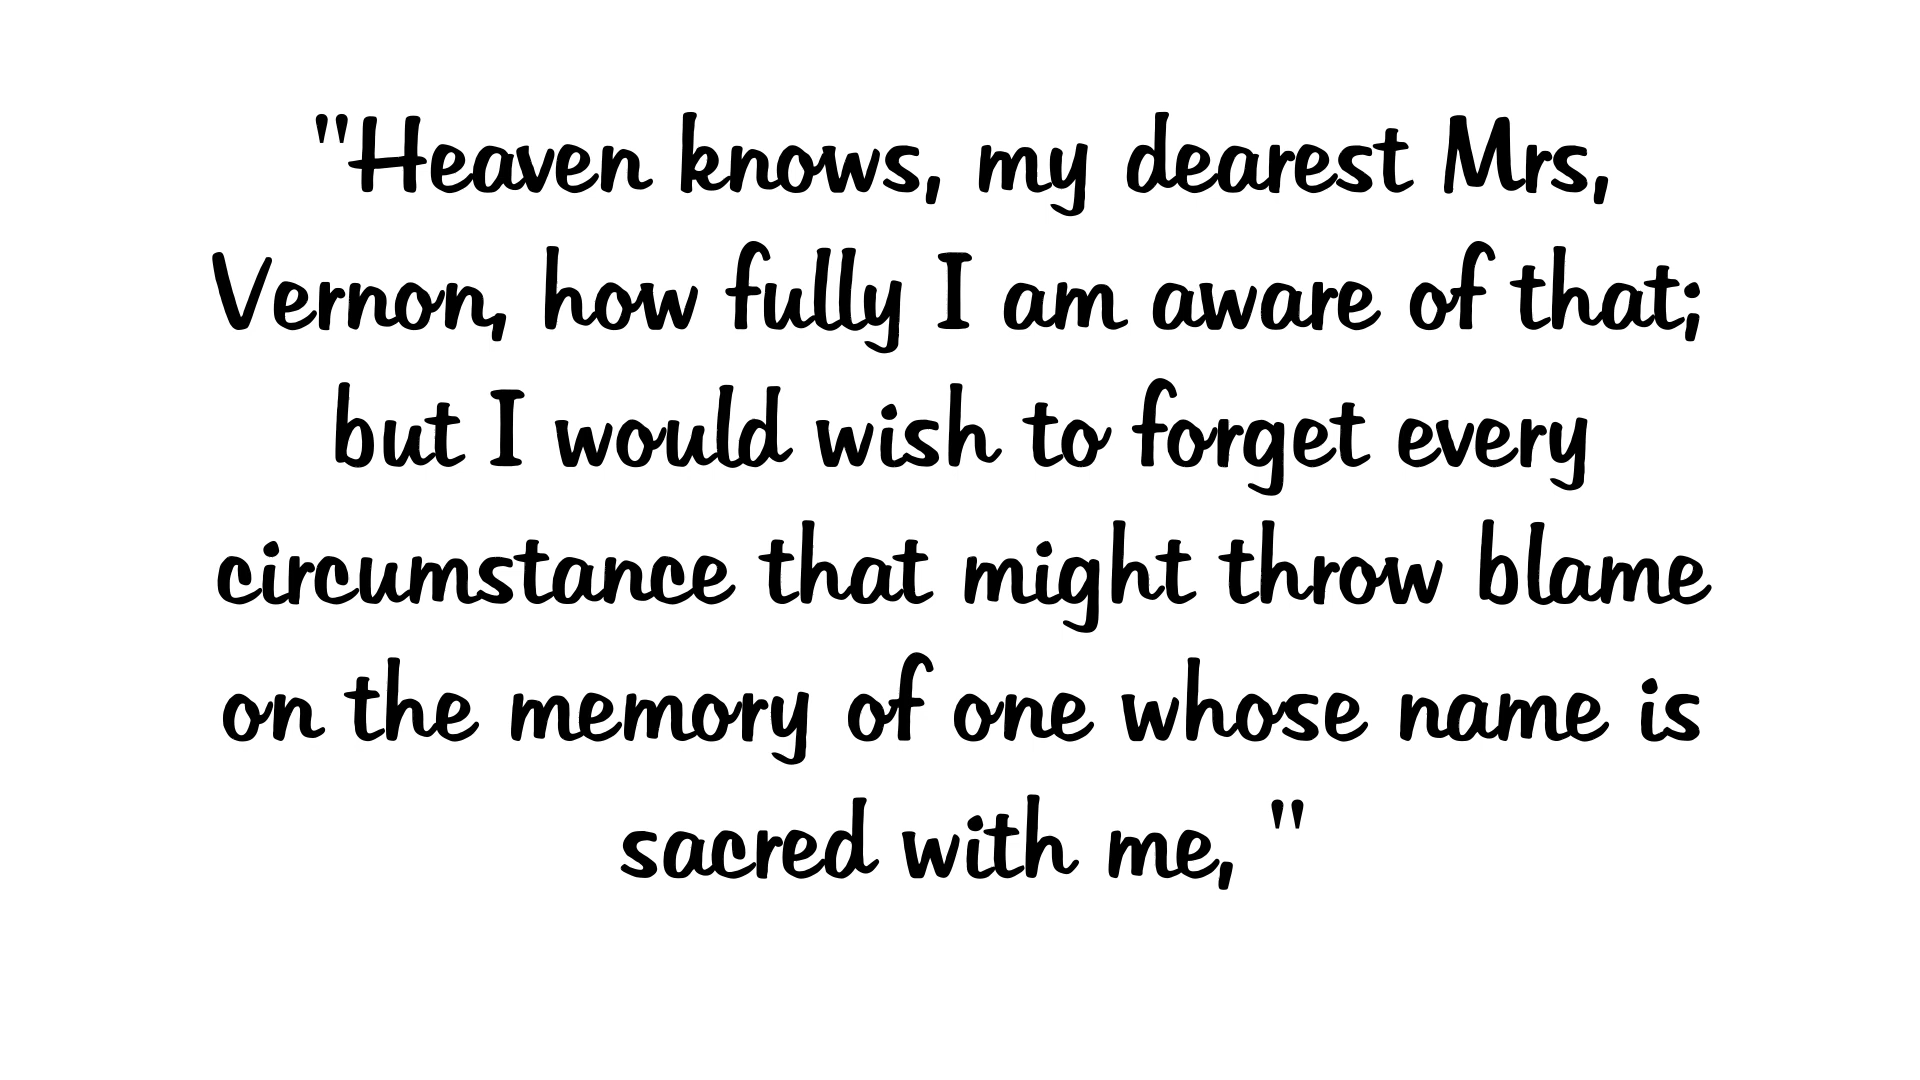 "Heaven knows, my dearest Mrs,
Vernon, how fully I am aware of that;
but I would wish to forget every
circumstance that might throw blame
on the memory of one whose name is
sacred with me, "